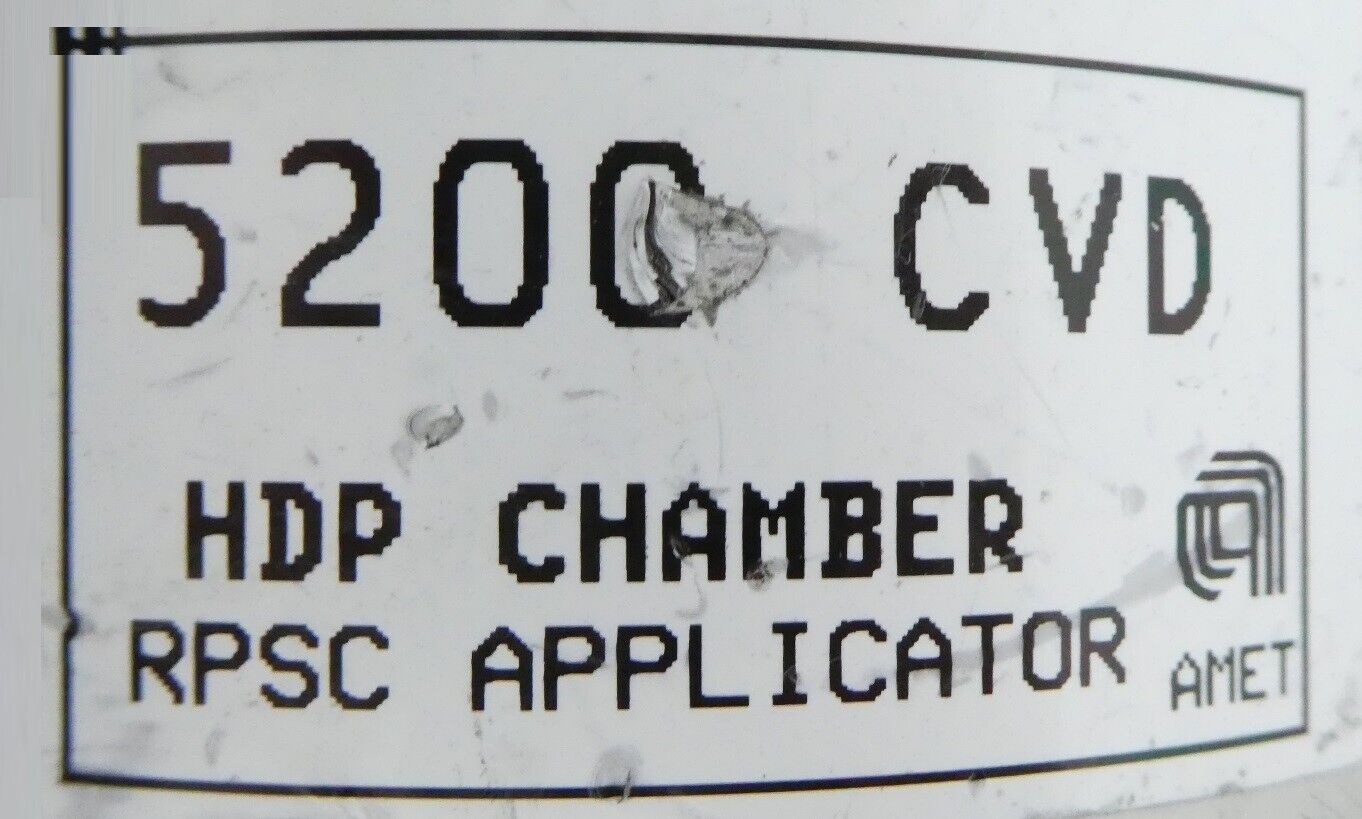 5200 CVD
HDP CHAMBER
RPSC APPLICATOR
AMET